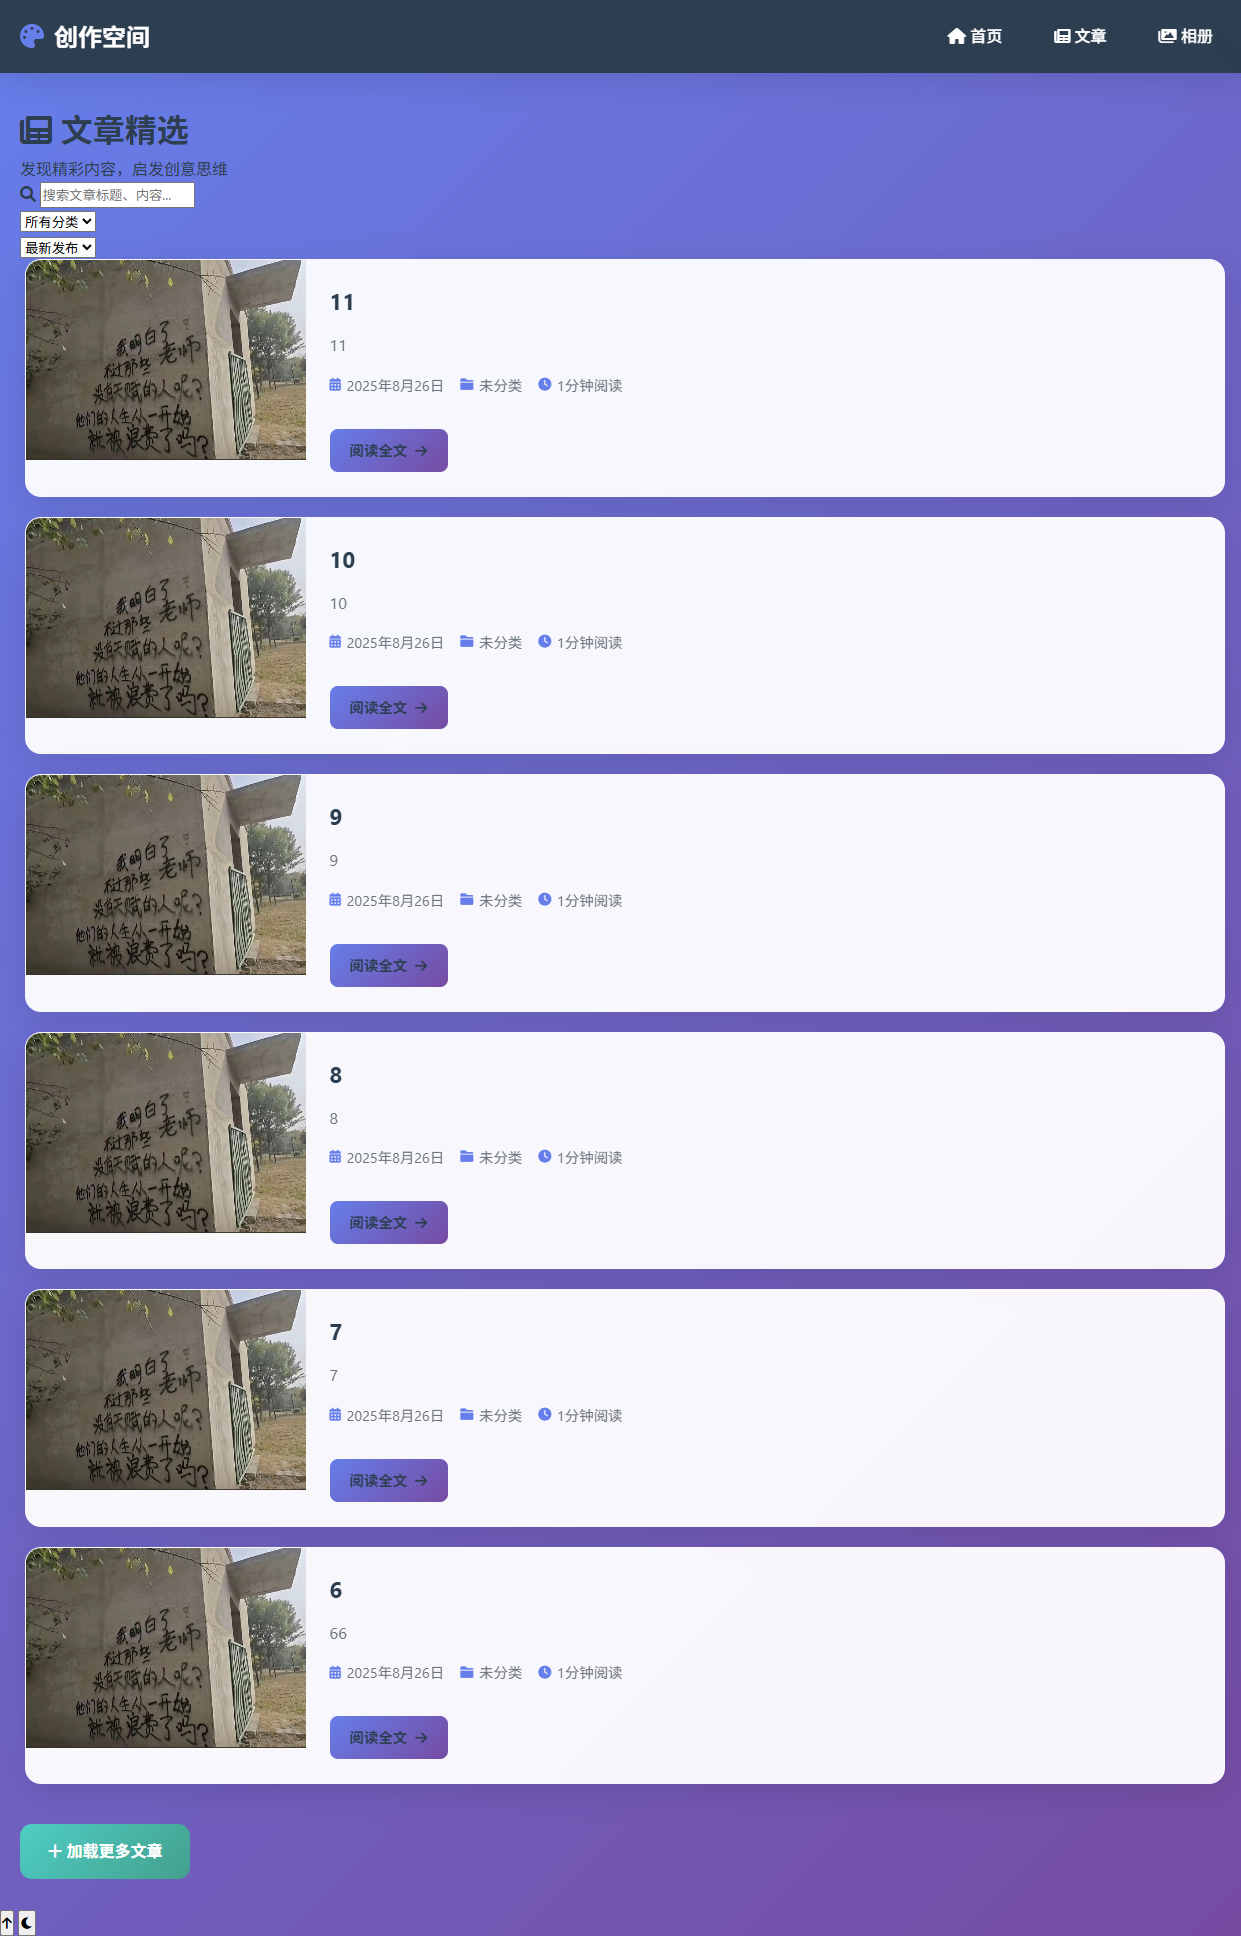 创作空间
首页
文章
相册
文章精选
发现精彩内容，启发创意思维
搜索文章标题、内容...
所有分类
最新发布
我明白了
老师
对那些
没有天赋的人呢?
他们的人生从一开始
就被浪费了吗?
11
11
2025年8月26日 未分类 1分钟阅读
阅读全文
我明白了
老师
对那些
没有天赋的人呢?
他们的人生从一开始
就被浪费了吗?
10
10
2025年8月26日 未分类 1分钟阅读
阅读全文
我明白了
老师
对那些
没有天赋的人呢?
他们的人生从一开始
就被浪费了吗?
9
9
2025年8月26日 未分类 1分钟阅读
阅读全文
我明白了
老师
对那些
没有天赋的人呢?
他们的人生从一开始
就被浪费了吗?
8
8
2025年8月26日 未分类 1分钟阅读
阅读全文
我明白了
老师
对那些
没有天赋的人呢?
他们的人生从一开始
就被浪费了吗?
7
7
2025年8月26日 未分类 1分钟阅读
阅读全文
我明白了
老师
对那些
没有天赋的人呢?
他们的人生从一开始
就被浪费了吗?
6
66
2025年8月26日 未分类 1分钟阅读
阅读全文
加载更多文章